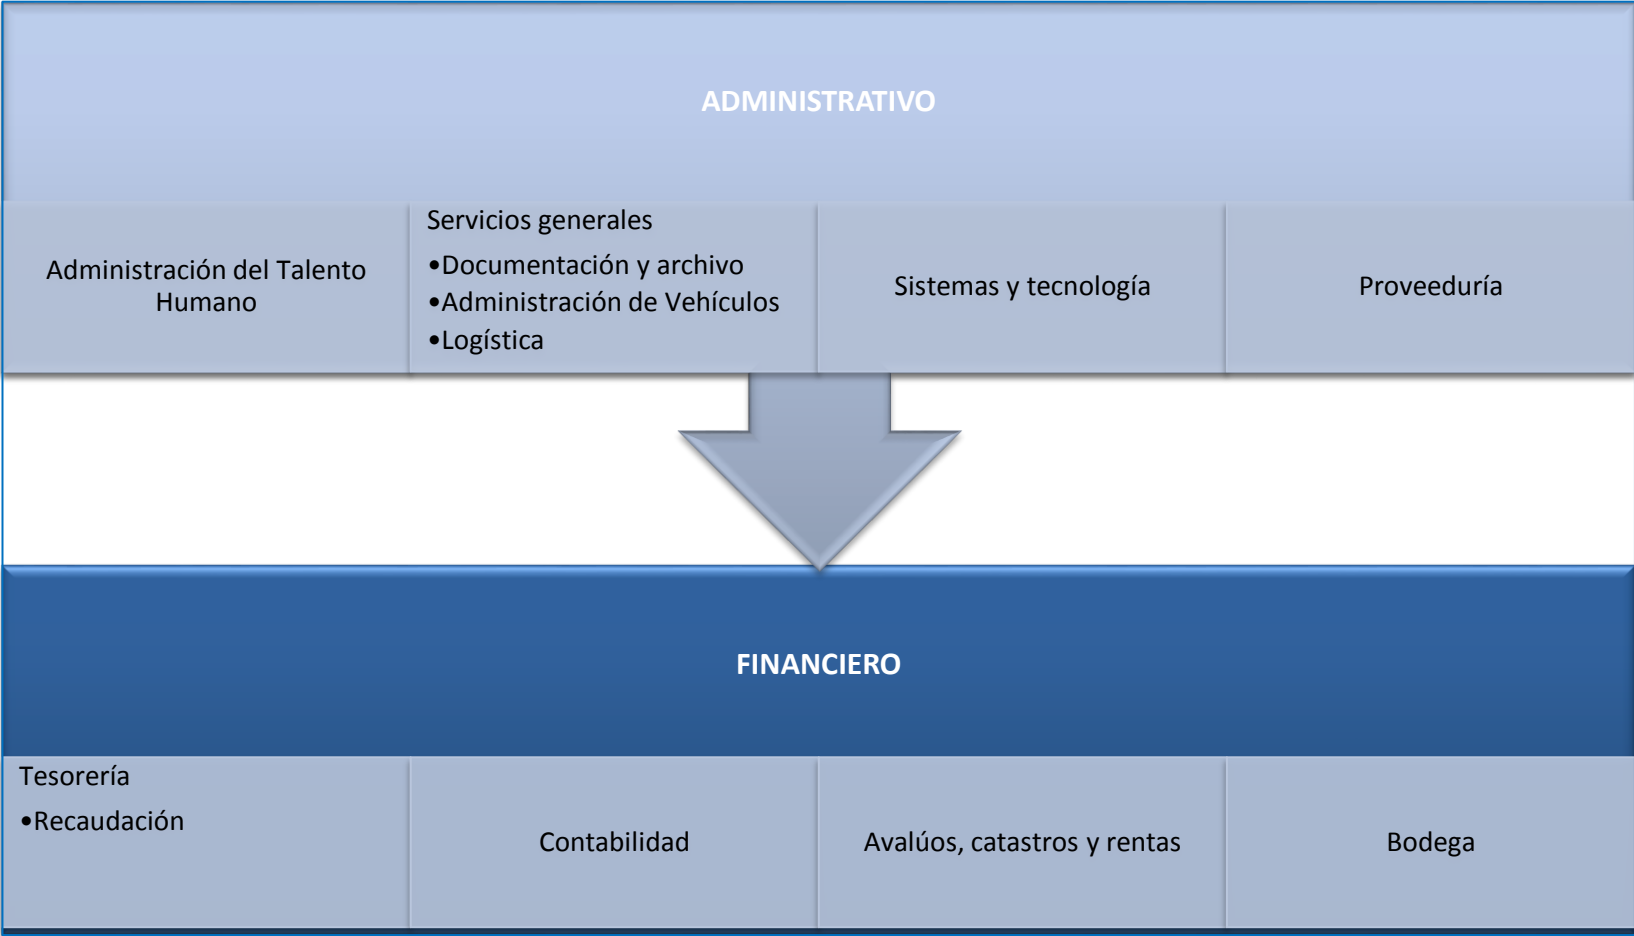 ADMINISTRATIVO
Administración del Talento
Humano
Servicios generales
•Documentación y archivo
•Administración de Vehículos
•Logística
Sistemas y tecnología
Proveeduría
FINANCIERO
Tesorería
•Recaudación
Contabilidad
Avalúos, catastros y rentas
Bodega